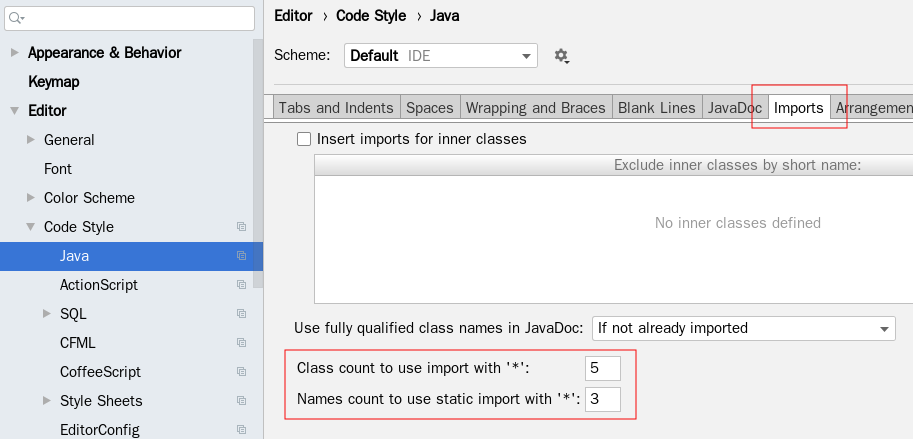 Appearance & Behavior
Keymap
Editor
General
Font
Color Scheme
Code Style
Java
ActionScript
SQL
CFML
CoffeeScript
Style Sheets
EditorConfig
Editor › Code Style › Java
Scheme: Default IDE
Tabs and Indents Spaces Wrapping and Braces Blank Lines JavaDoc Imports Arrangemen
Insert imports for inner classes
Exclude inner classes by short name:
No inner classes defined
Use fully qualified class names in JavaDoc: If not already imported
Class count to use import with '*': 5
Names count to use static import with '*': 3